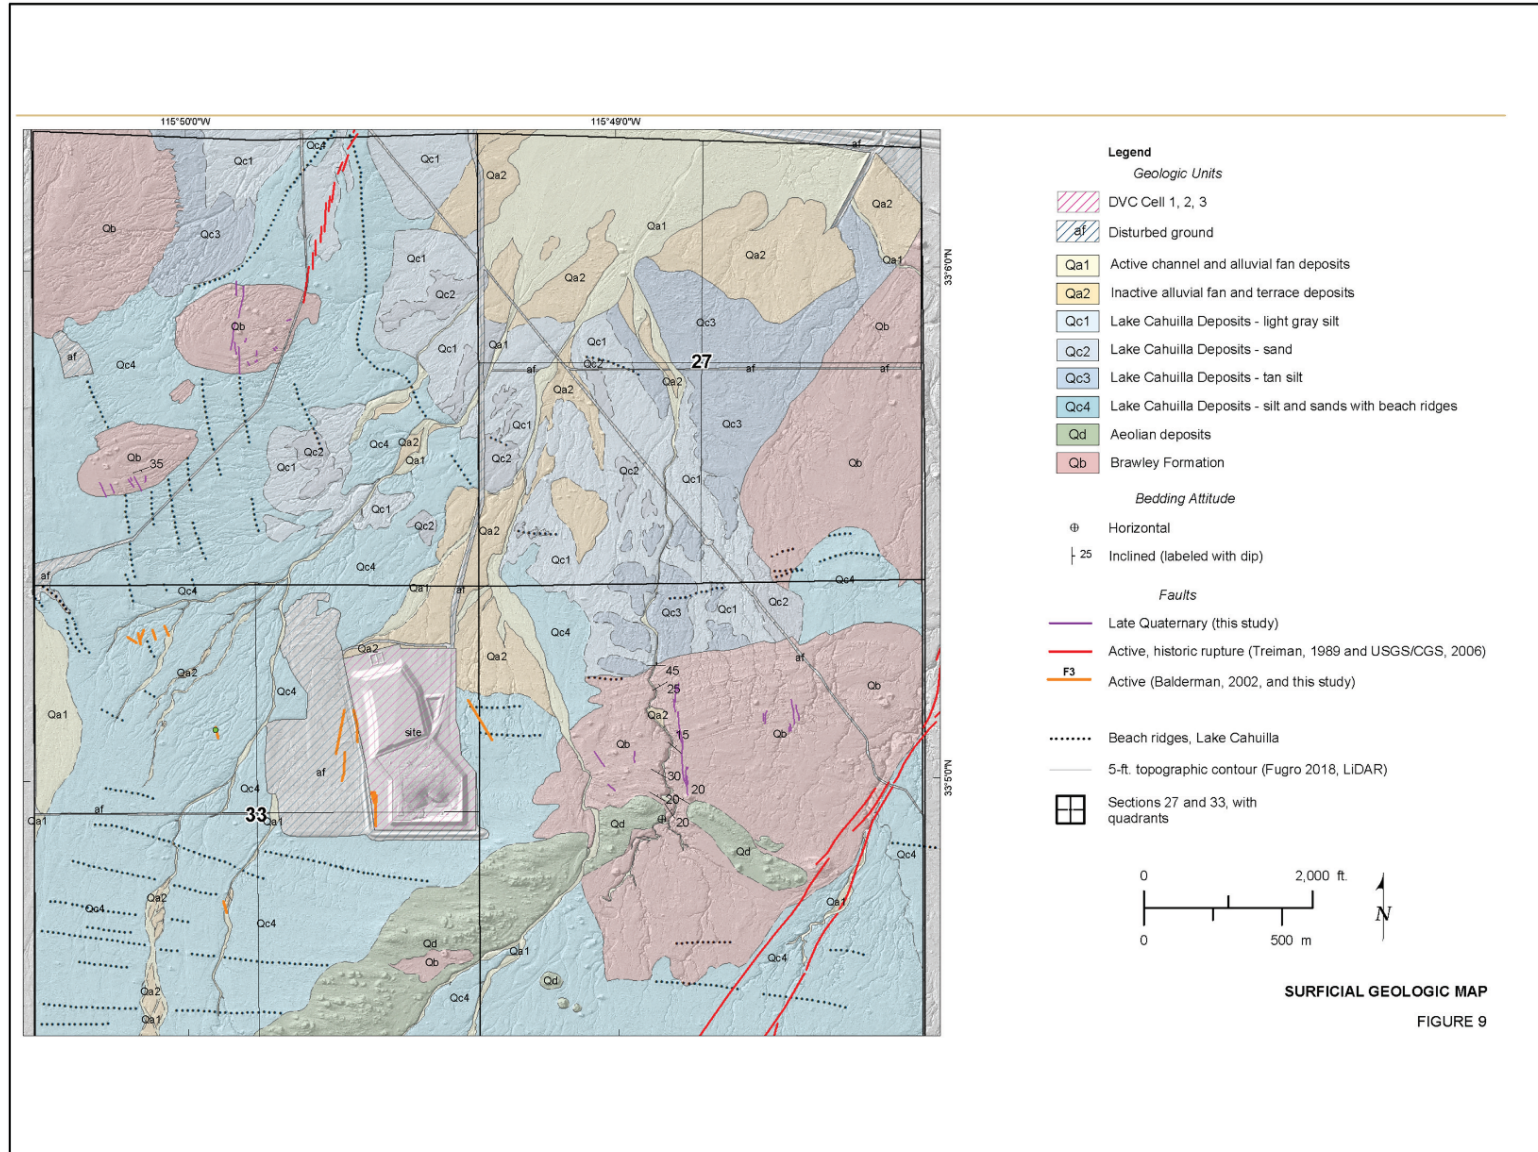 115°50'0"W
115°49'0"W
Qc4
af
Qc1
Qc1
Qa2
Qa2
Qb
Qc3
Qa1
Qa2
Qa1
Qc1
Qa2
33°6'0"N
Qc2
Qc3
Qb
Qb
Qa1
Qc1
Qc1
Qc2
27
af
Qc4
af
af
af
Qa2
Qa2
Qc1
Qc3
Qc4
Qa2
Qc2
Qb
35
Qc1
Qa1
Qc2
Qc2
Qc1
Qb
Qc1
Qc2
Qa2
Qc1
Qc4
af
Qc4
Qa1
af
Qc4
Qc3
Qc1
Qc2
Qc4
Qa2
Qa2
Qa2
af
45
25
Qc4
Qb
Qa1
Qa2
site
15
Qb
Qb
af
30
33°5'0"N
Qc4
20
20
af
33
Qa1
Qa1
Qd
20
Qd
Qc4
Qa2
Qc4
Qc4
Qa1
Qd
Qb
Qa1
Qc4
Qa2
Qc4
Qd
Qa1
Qa1
Legend
Geologic Units
DVC Cell 1, 2, 3
af Disturbed ground
Qa1 Active channel and alluvial fan deposits
Qa2 Inactive alluvial fan and terrace deposits
Qc1 Lake Cahuilla Deposits - light gray silt
Qc2 Lake Cahuilla Deposits - sand
Qc3 Lake Cahuilla Deposits - tan silt
Qc4 Lake Cahuilla Deposits - silt and sands with beach ridges
Qd Aeolian deposits
Qb Brawley Formation
Bedding Attitude
Horizontal
25 Inclined (labeled with dip)
Faults
Late Quaternary (this study)
Active, historic rupture (Treiman, 1989 and USGS/CGS, 2006)
F3 Active (Balderman, 2002, and this study)
Beach ridges, Lake Cahuilla
5-ft. topographic contour (Fugro 2018, LiDAR)
Sections 27 and 33, with
quadrants
0 2,000 ft.
0 500 m
N
SURFICIAL GEOLOGIC MAP
FIGURE 9